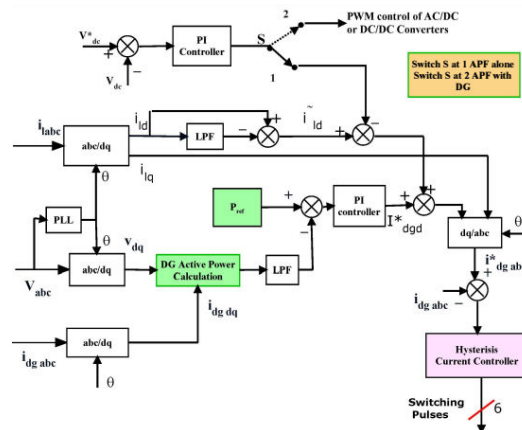 V*dc
+
−
Vdc
PI
Controller
S
2
1
PWM control of AC/DC
or DC/DC Converters
Switch S at 1 APF alone
Switch S at 2 APF with
DG
ilabc
abc/dq
ild
LPF
−
+
~
ild
+
−
θ
ilq
PLL
θ
Vabc
abc/dq
vdq
Pref
+
−
PI
controller
I*dgd
+
+
dq/abc
θ
DG Active Power
Calculation
LPF
idg dq
idg abc
abc/dq
θ
i*dg ab
+
−
idg abc
Hysterisis
Current Controller
Switching
Pulses
6